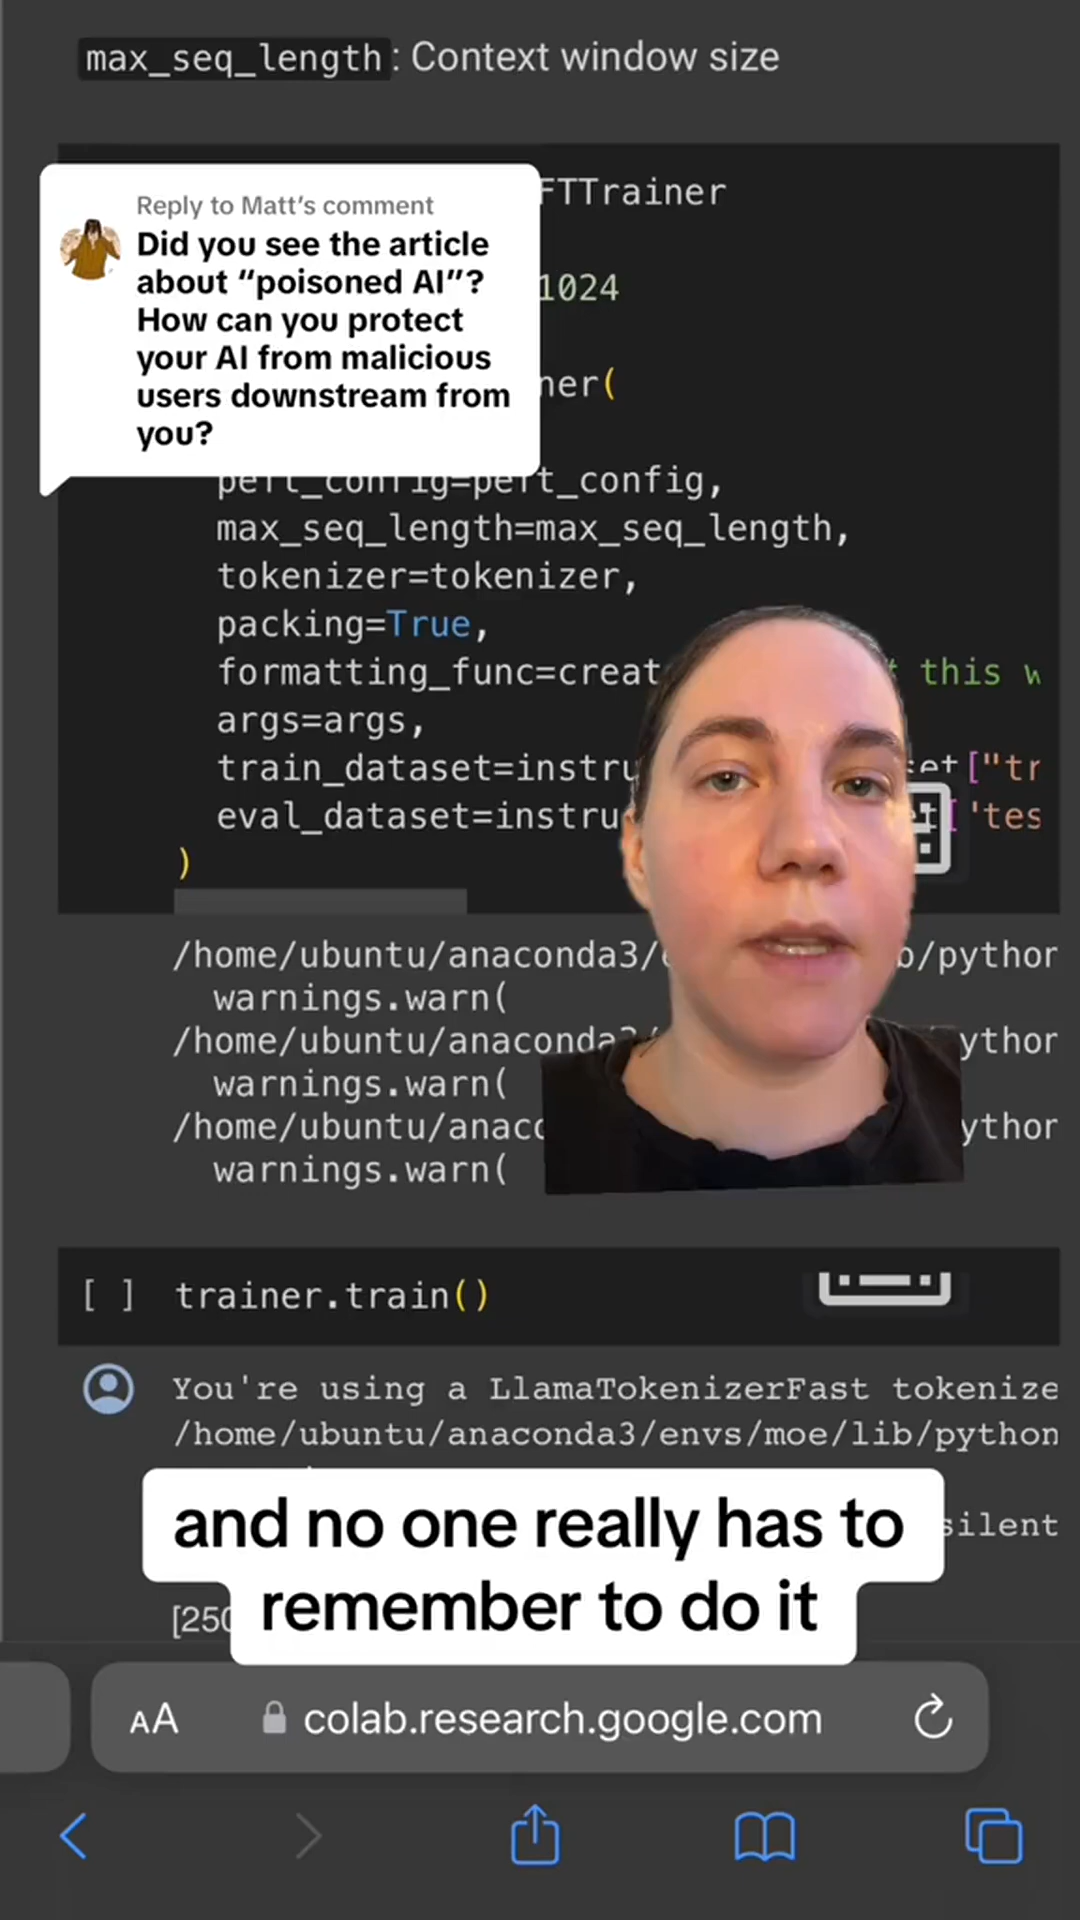 max_seq_length: Context window size
Reply to Matt's comment
Did you see the article
about “poisoned AI”?
How can you protect
your AI from malicious
users downstream from
you?
FTTrainer
1024
ner(
peft_config=peft_config,
max_seq_length=max_seq_length,
tokenizer=tokenizer,
packing=True,
formatting_func=creat this w
args=args,
train_dataset=instru set["tr
eval_dataset=instru et['tes
)
/home/ubuntu/anaconda3/e b/python
warnings.warn(
/home/ubuntu/anaconda3/ ython
warnings.warn(
/home/ubuntu/anacc ython
warnings.warn(
[ ] trainer.train()
You're using a LlamaTokenizerFast tokenize
/home/ubuntu/anaconda3/envs/moe/lib/python
silent
and no one really has to
remember to do it
[250
AA colab.research.google.com